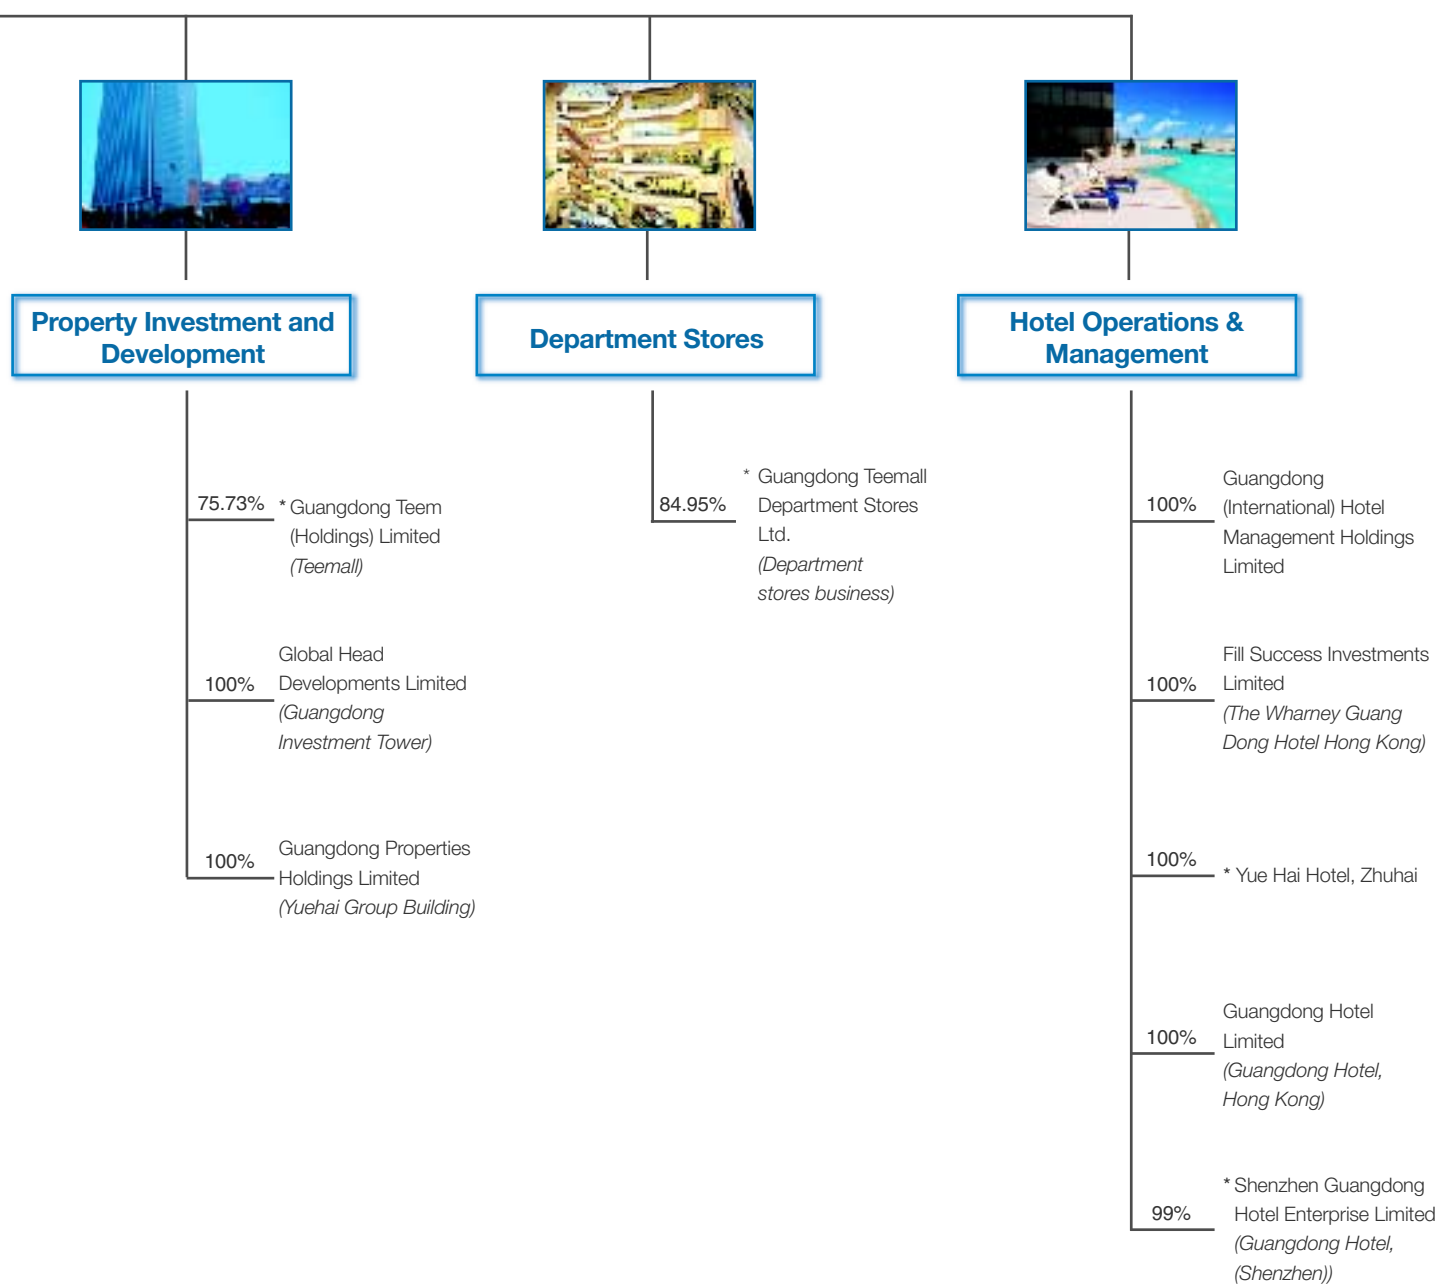 Property Investment and
Development
75.73%
* Guangdong Teem
(Holdings) Limited
(Teemall)
100%
Global Head
Developments Limited
(Guangdong
Investment Tower)
100%
Guangdong Properties
Holdings Limited
(Yuehai Group Building)
Department Stores
84.95%
* Guangdong Teemall
Department Stores
Ltd.
(Department
stores business)
Hotel Operations &
Management
100%
Guangdong
(International) Hotel
Management Holdings
Limited
100%
Fill Success Investments
Limited
(The Wharney Guang
Dong Hotel Hong Kong)
100%
* Yue Hai Hotel, Zhuhai
100%
Guangdong Hotel
Limited
(Guangdong Hotel,
Hong Kong)
99%
* Shenzhen Guangdong
Hotel Enterprise Limited
(Guangdong Hotel,
(Shenzhen))